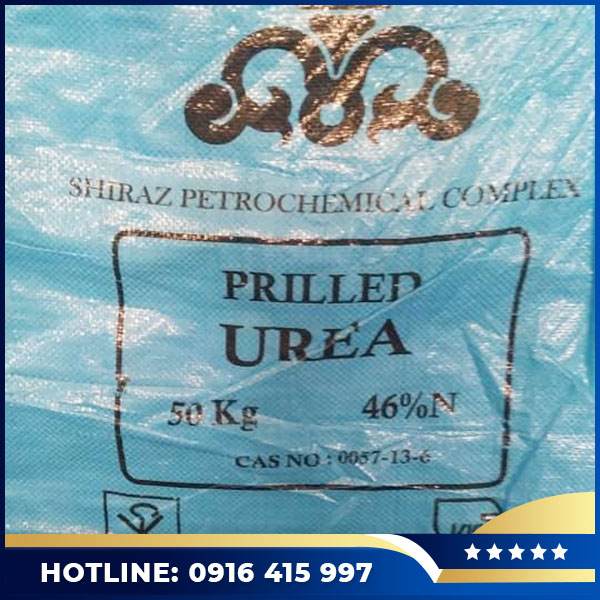 SHIRAZ PETROCHEMICAL COMPLEX
PRILLED
UREA
50 Kg 46%N
CAS NO : 0057-13-6
HOTLINE: 0916 415 997